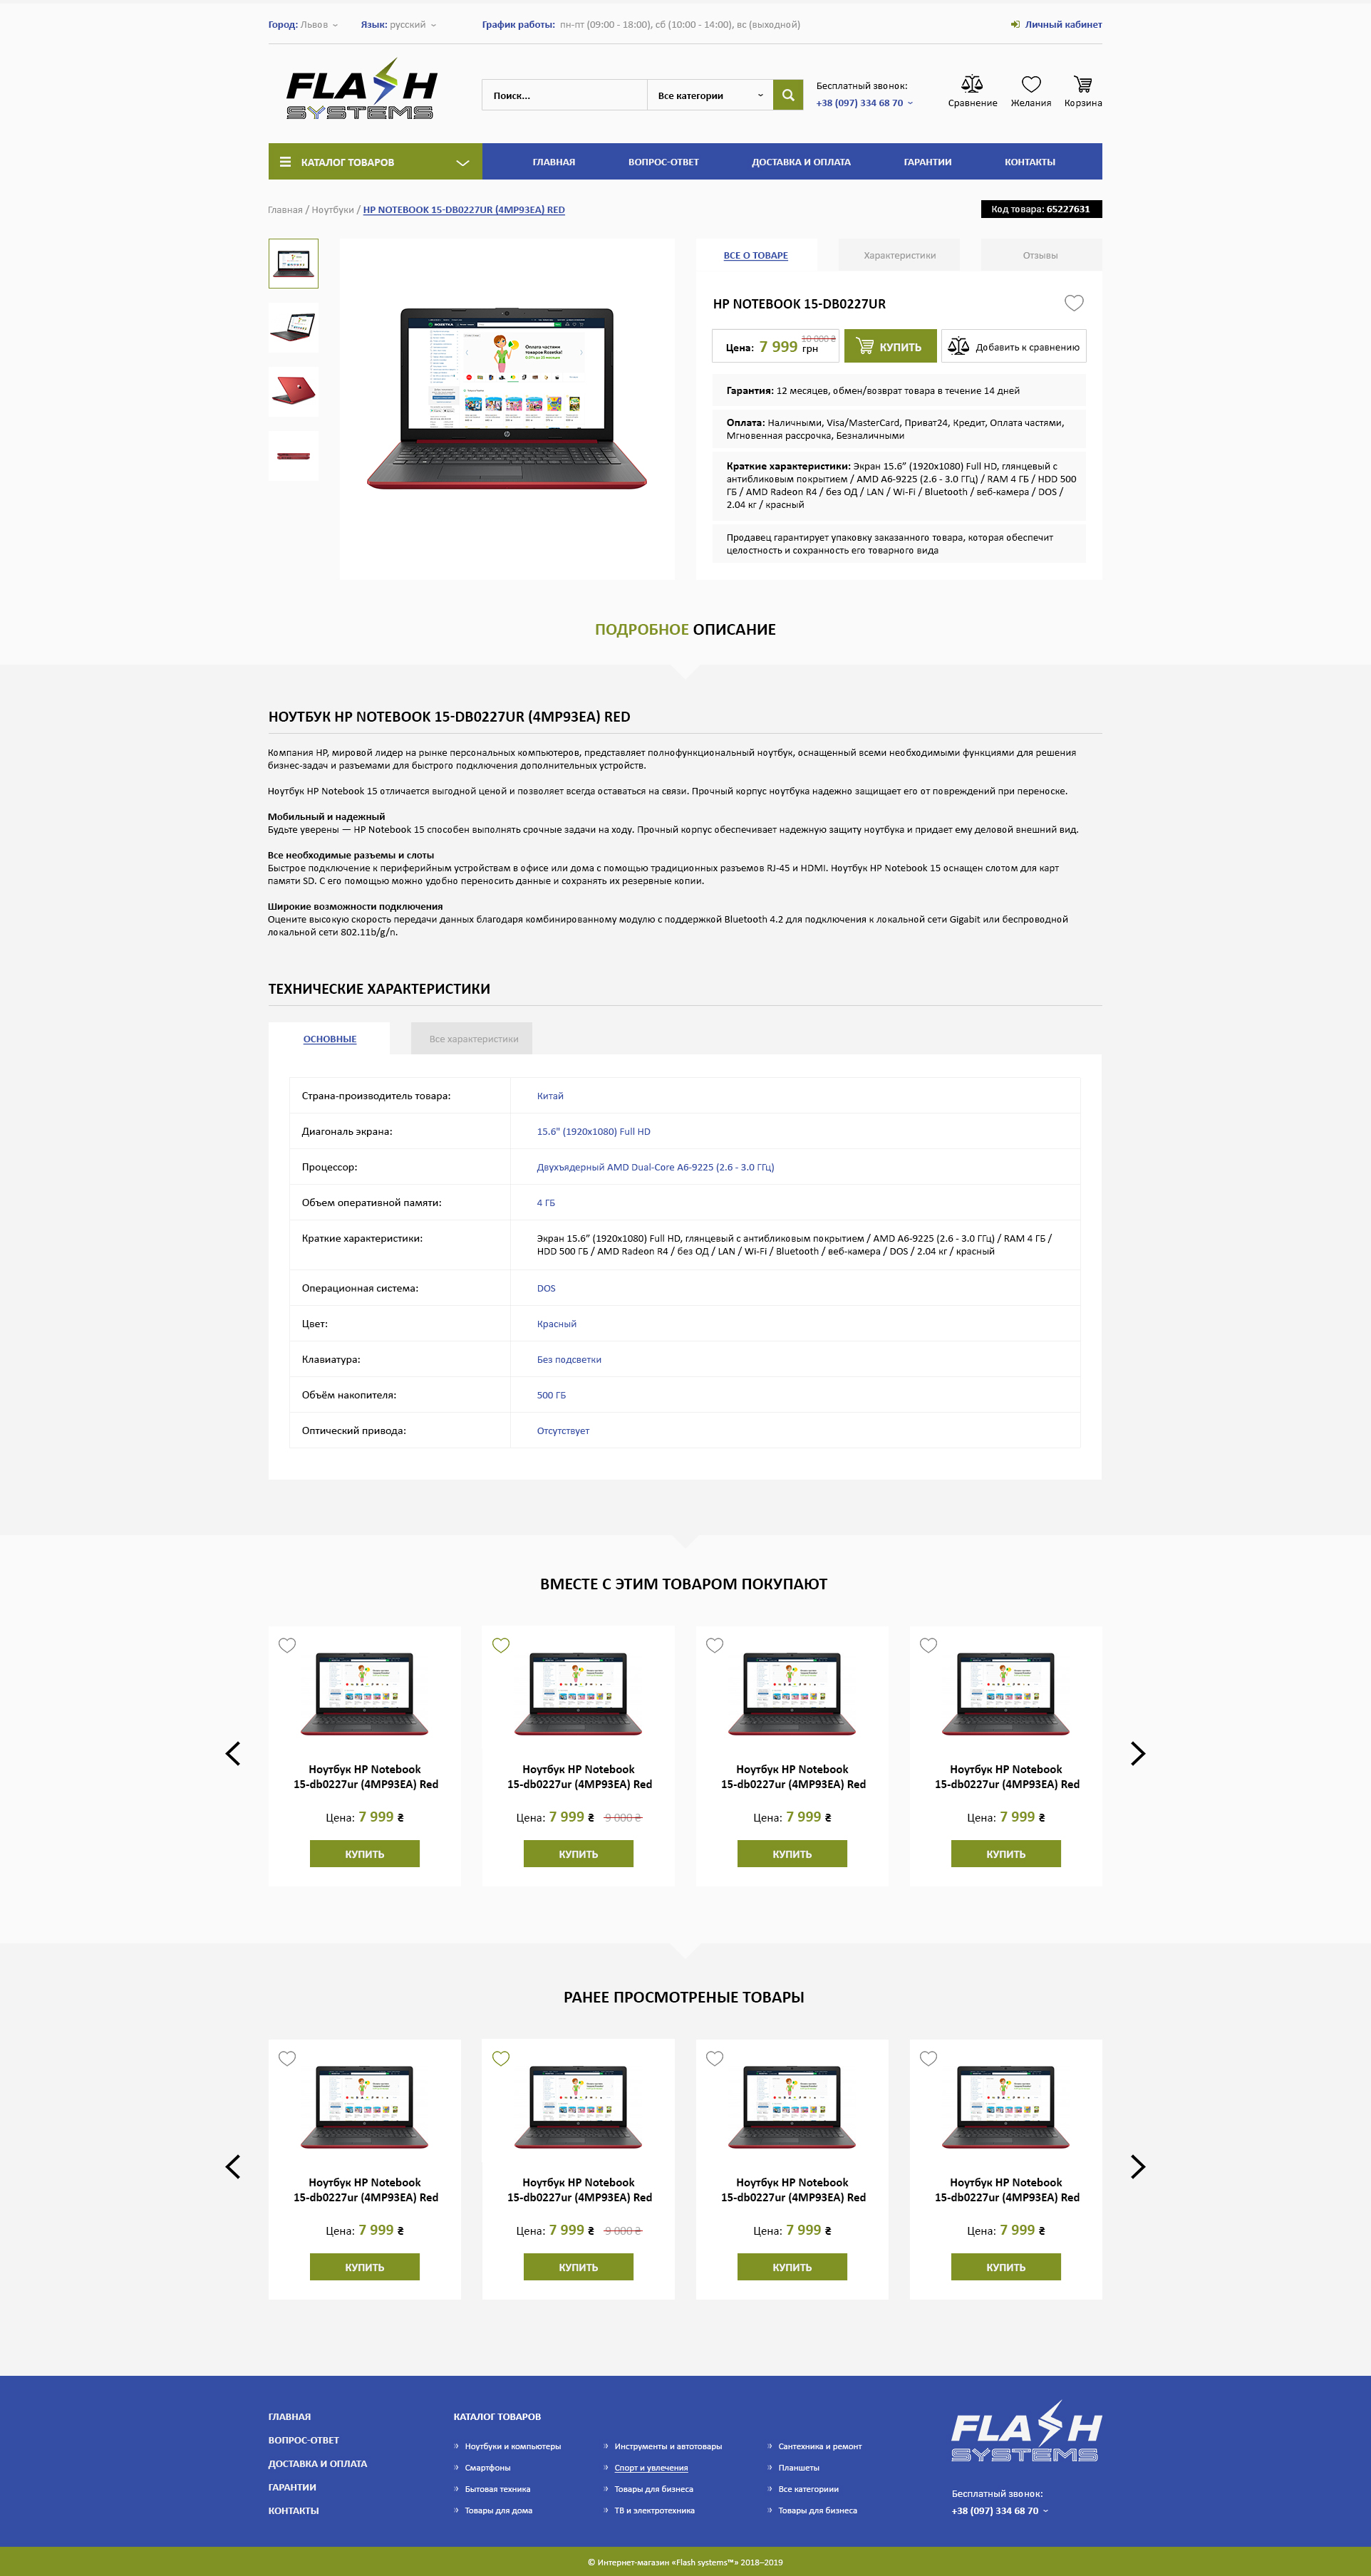 Город: Львов
Язык: русский
График работы: пн-пт (09:00 - 18:00), сб (10:00 - 14:00), вс (выходной)
Личный кабинет
FLASH
SYSTEMS
Поиск...
Все категории
Бесплатный звонок:
+38 (097) 334 68 70
Сравнение
Желания
Корзина
КАТАЛОГ ТОВАРОВ
ГЛАВНАЯ
ВОПРОС-ОТВЕТ
ДОСТАВКА И ОПЛАТА
ГАРАНТИИ
КОНТАКТЫ
Главная / Ноутбуки / HP NOTEBOOK 15-DB0227UR (4MP93EA) RED
Код товара: 65227631
ВСЕ О ТОВАРЕ
Характеристики
Отзывы
HP NOTEBOOK 15-DB0227UR
Цена: 7 999 грн
10 000 ₴
КУПИТЬ
Добавить к сравнению
Гарантия: 12 месяцев, обмен/возврат товара в течение 14 дней
Оплата: Наличными, Visa/MasterCard, Приват24, Кредит, Оплата частями,
Мгновенная рассрочка, Безналичными
Краткие характеристики: Экран 15.6” (1920x1080) Full HD, глянцевый с
антибликовым покрытием / AMD A6-9225 (2.6 - 3.0 ГГц) / RAM 4 ГБ / HDD 500
ГБ / AMD Radeon R4 / без ОД / LAN / Wi-Fi / Bluetooth / веб-камера / DOS /
2.04 кг / красный
Продавец гарантирует упаковку заказанного товара, которая обеспечит
целостность и сохранность его товарного вида
ROZETKA
Оплата частями
товаров Rozetka!
ПОДРОБНОЕ ОПИСАНИЕ
НОУТБУК HP NOTEBOOK 15-DB0227UR (4MP93EA) RED
Компания HP, мировой лидер на рынке персональных компьютеров, представляет полнофункциональный ноутбук, оснащенный всеми необходимыми функциями для решения
бизнес-задач и разъемами для быстрого подключения дополнительных устройств.
Ноутбук HP Notebook 15 отличается выгодной ценой и позволяет всегда оставаться на связи. Прочный корпус ноутбука надежно защищает его от повреждений при переноске.
Мобильный и надежный
Будьте уверены — HP Notebook 15 способен выполнять срочные задачи на ходу. Прочный корпус обеспечивает надежную защиту ноутбука и придает ему деловой внешний вид.
Все необходимые разъемы и слоты
Быстрое подключение к периферийным устройствам в офисе или дома с помощью традиционных разъемов RJ-45 и HDMI. Ноутбук HP Notebook 15 оснащен слотом для карт
памяти SD. С его помощью можно удобно переносить данные и сохранять их резервные копии.
Широкие возможности подключения
Оцените высокую скорость передачи данных благодаря комбинированному модулю с поддержкой Bluetooth 4.2 для подключения к локальной сети Gigabit или беспроводной
локальной сети 802.11b/g/n.
ТЕХНИЧЕСКИЕ ХАРАКТЕРИСТИКИ
ОСНОВНЫЕ
Все характеристики
Страна-производитель товара: Китай
Диагональ экрана: 15.6" (1920x1080) Full HD
Процессор: Двухъядерный AMD Dual-Core A6-9225 (2.6 - 3.0 ГГц)
Объем оперативной памяти: 4 ГБ
Краткие характеристики: Экран 15.6” (1920x1080) Full HD, глянцевый с антибликовым покрытием / AMD A6-9225 (2.6 - 3.0 ГГц) / RAM 4 ГБ /
HDD 500 ГБ / AMD Radeon R4 / без ОД / LAN / Wi-Fi / Bluetooth / веб-камера / DOS / 2.04 кг / красный
Операционная система: DOS
Цвет: Красный
Клавиатура: Без подсветки
Объём накопителя: 500 ГБ
Оптический привода: Отсутствует
ВМЕСТЕ С ЭТИМ ТОВАРОМ ПОКУПАЮТ
Ноутбук HP Notebook
15-db0227ur (4MP93EA) Red
Цена: 7 999 ₴
КУПИТЬ
Ноутбук HP Notebook
15-db0227ur (4MP93EA) Red
Цена: 7 999 ₴ 9 000 ₴
КУПИТЬ
Ноутбук HP Notebook
15-db0227ur (4MP93EA) Red
Цена: 7 999 ₴
КУПИТЬ
Ноутбук HP Notebook
15-db0227ur (4MP93EA) Red
Цена: 7 999 ₴
КУПИТЬ
РАНЕЕ ПРОСМОТРЕНЫЕ ТОВАРЫ
Ноутбук HP Notebook
15-db0227ur (4MP93EA) Red
Цена: 7 999 ₴
КУПИТЬ
Ноутбук HP Notebook
15-db0227ur (4MP93EA) Red
Цена: 7 999 ₴ 9 000 ₴
КУПИТЬ
Ноутбук HP Notebook
15-db0227ur (4MP93EA) Red
Цена: 7 999 ₴
КУПИТЬ
Ноутбук HP Notebook
15-db0227ur (4MP93EA) Red
Цена: 7 999 ₴
КУПИТЬ
ГЛАВНАЯ
ВОПРОС-ОТВЕТ
ДОСТАВКА И ОПЛАТА
ГАРАНТИИ
КОНТАКТЫ
КАТАЛОГ ТОВАРОВ
Ноутбуки и компьютеры
Смартфоны
Бытовая техника
Товары для дома
Инструменты и автотовары
Спорт и увлечения
Товары для бизнеса
ТВ и электротехника
Сантехника и ремонт
Планшеты
Все категориии
Товары для бизнеса
FLASH
SYSTEMS
Бесплатный звонок:
+38 (097) 334 68 70
© Интернет-магазин «Flash systems™» 2018–2019